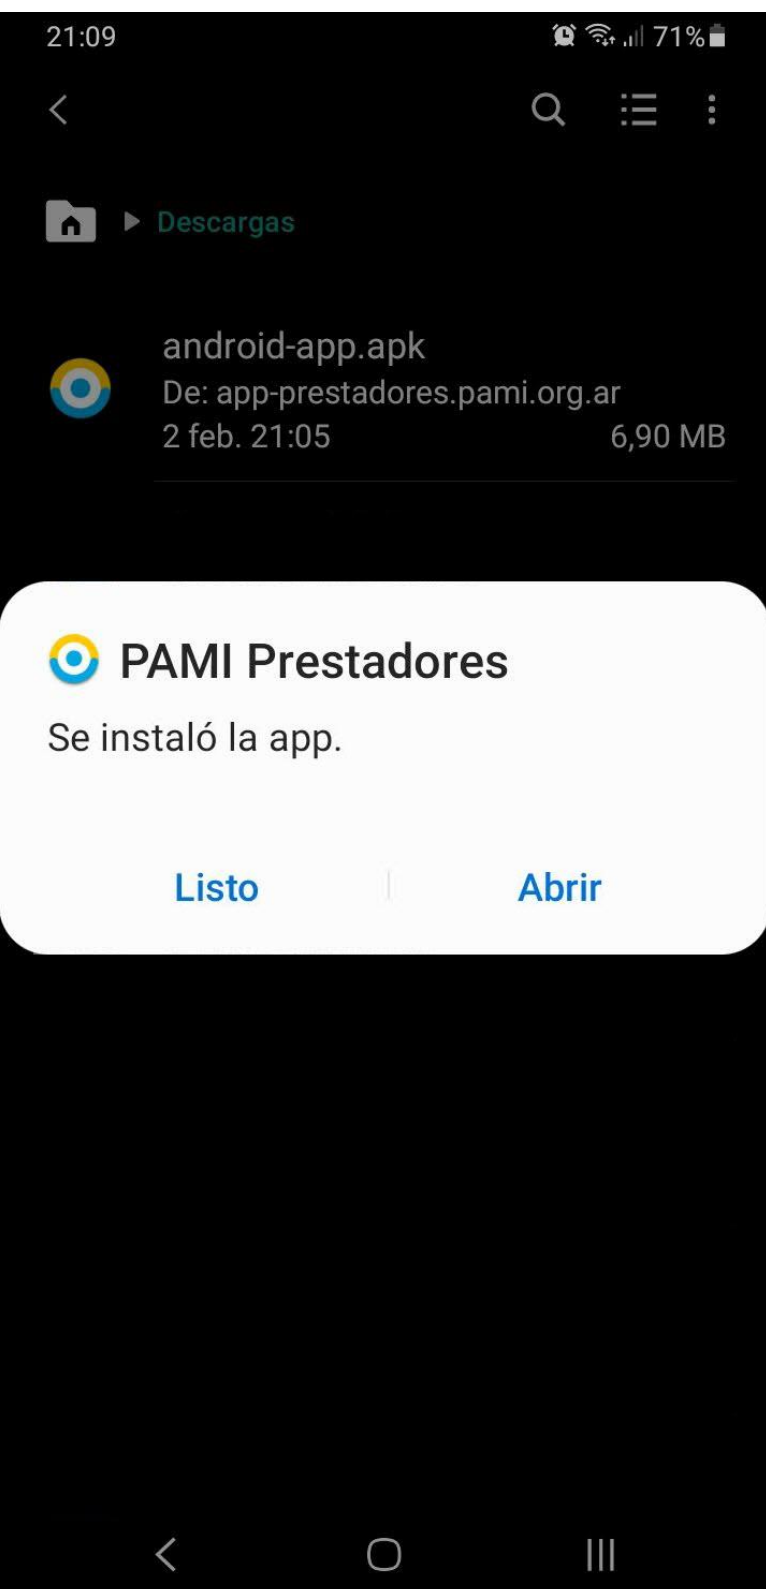 21:09 71%
Descargas
android-app.apk
De: app-prestadores.pami.org.ar
2 feb. 21:05 6,90 MB
PAMI Prestadores
Se instaló la app.
Listo Abrir